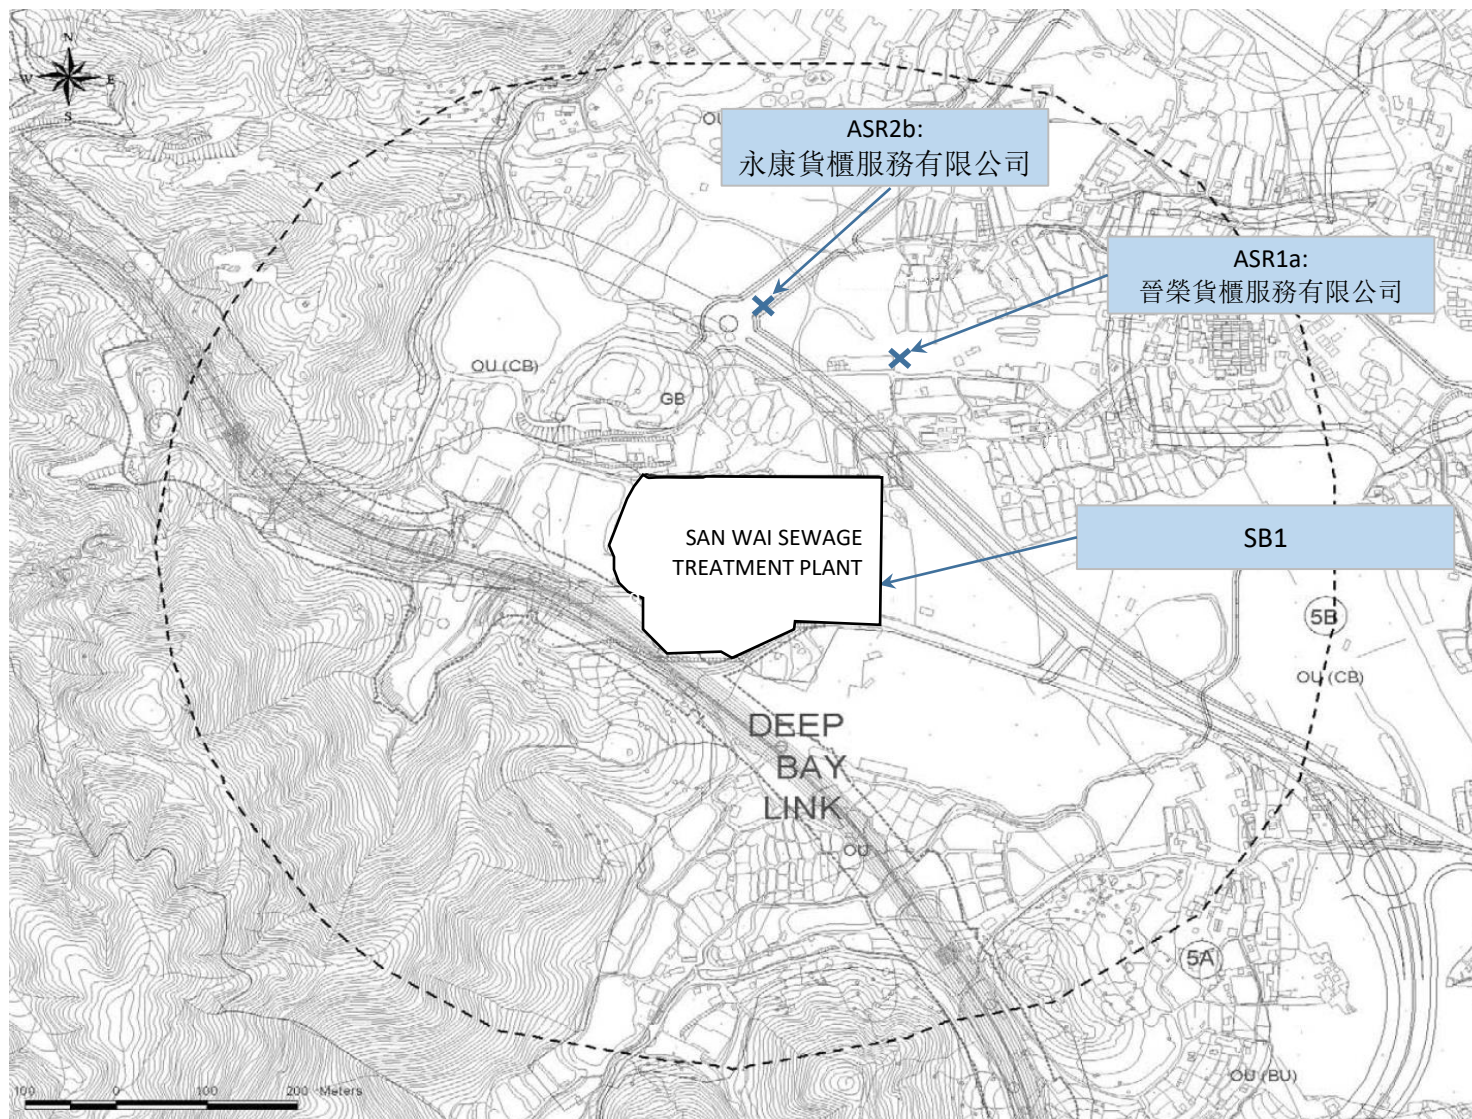 N
W E
S
OU
ASR2b:
永康貨櫃服務有限公司
ASR1a:
晉榮貨櫃服務有限公司
OU (CB)
GB
SAN WAI SEWAGE
TREATMENT PLANT
SB1
5B
OU (CB)
DEEP
BAY
LINK
OU
5A
OU (BU)
100 0 100 200 Meters